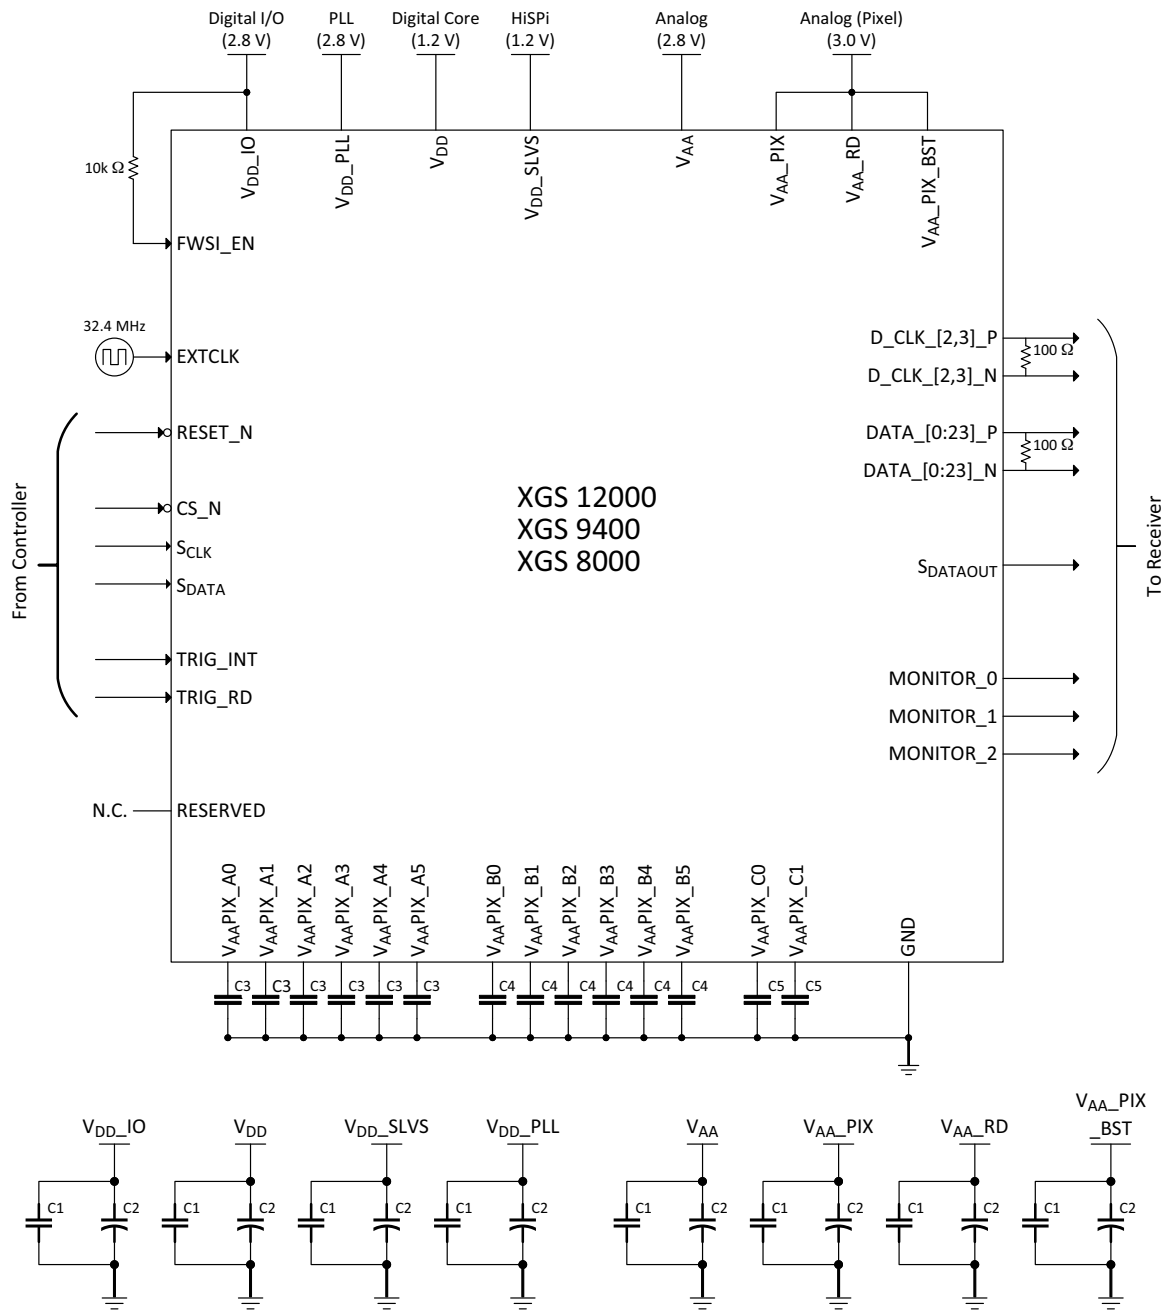 Digital I/O
(2.8 V)
PLL
(2.8 V)
Digital Core
(1.2 V)
HiSPi
(1.2 V)
Analog
(2.8 V)
Analog (Pixel)
(3.0 V)
10k Ω
VDD_IO
VDD_PLL
VDD
VDD_SLVS
VAA
VAA_PIX
VAA_RD
VAA_PIX_BST
FWSI_EN
32.4 MHz
EXTCLK
From Controller
RESET_N
CS_N
SCLK
SDATA
TRIG_INT
TRIG_RD
N.C.
RESERVED
XGS 12000
XGS 9400
XGS 8000
D_CLK_[2,3]_P
100 Ω
D_CLK_[2,3]_N
DATA_[0:23]_P
100 Ω
DATA_[0:23]_N
SDATAOUT
MONITOR_0
MONITOR_1
MONITOR_2
To Receiver
VAAPIX_A0
VAAPIX_A1
VAAPIX_A2
VAAPIX_A3
VAAPIX_A4
VAAPIX_A5
VAAPIX_B0
VAAPIX_B1
VAAPIX_B2
VAAPIX_B3
VAAPIX_B4
VAAPIX_B5
VAAPIX_C0
VAAPIX_C1
GND
C3 C3 C3 C3 C3 C3 C4 C4 C4 C4 C4 C4 C5 C5
VDD_IO
C1 C2
VDD
C1 C2
VDD_SLVS
C1 C2
VDD_PLL
C1 C2
VAA
C1 C2
VAA_PIX
C1 C2
VAA_RD
C1 C2
VAA_PIX
_BST
C1 C2